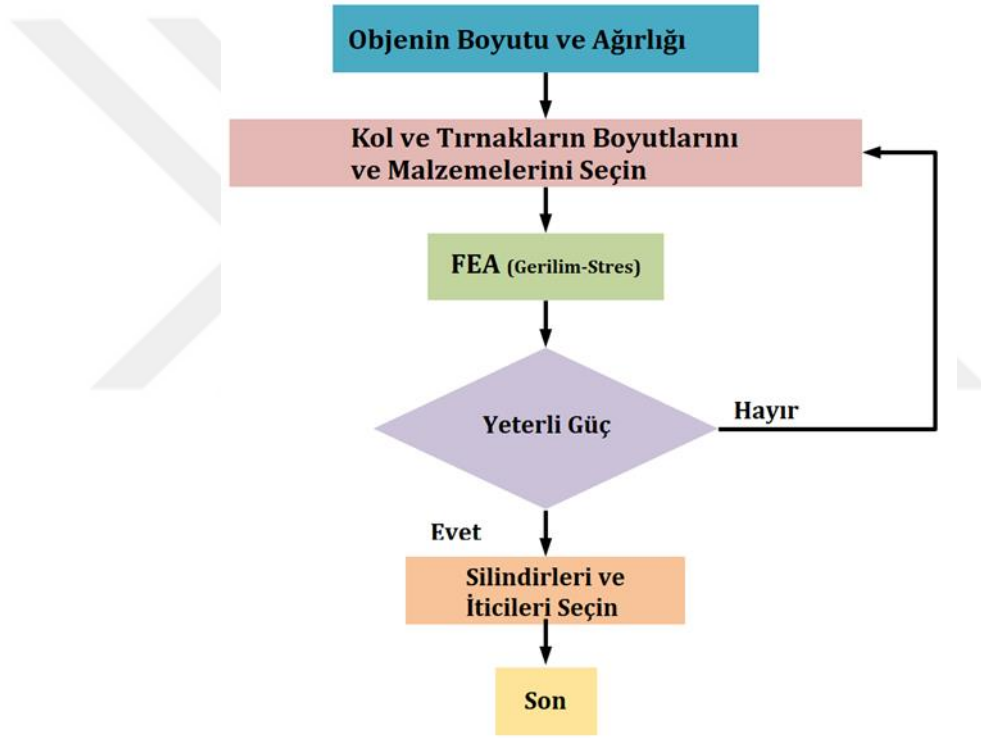 Objenin Boyutu ve Ağırlığı
Kol ve Tırnakların Boyutlarını
ve Malzemelerini Seçin
FEA (Gerilim-Stres)
Yeterli Güç
Hayır
Evet
Silindirleri ve
İticileri Seçin
Son